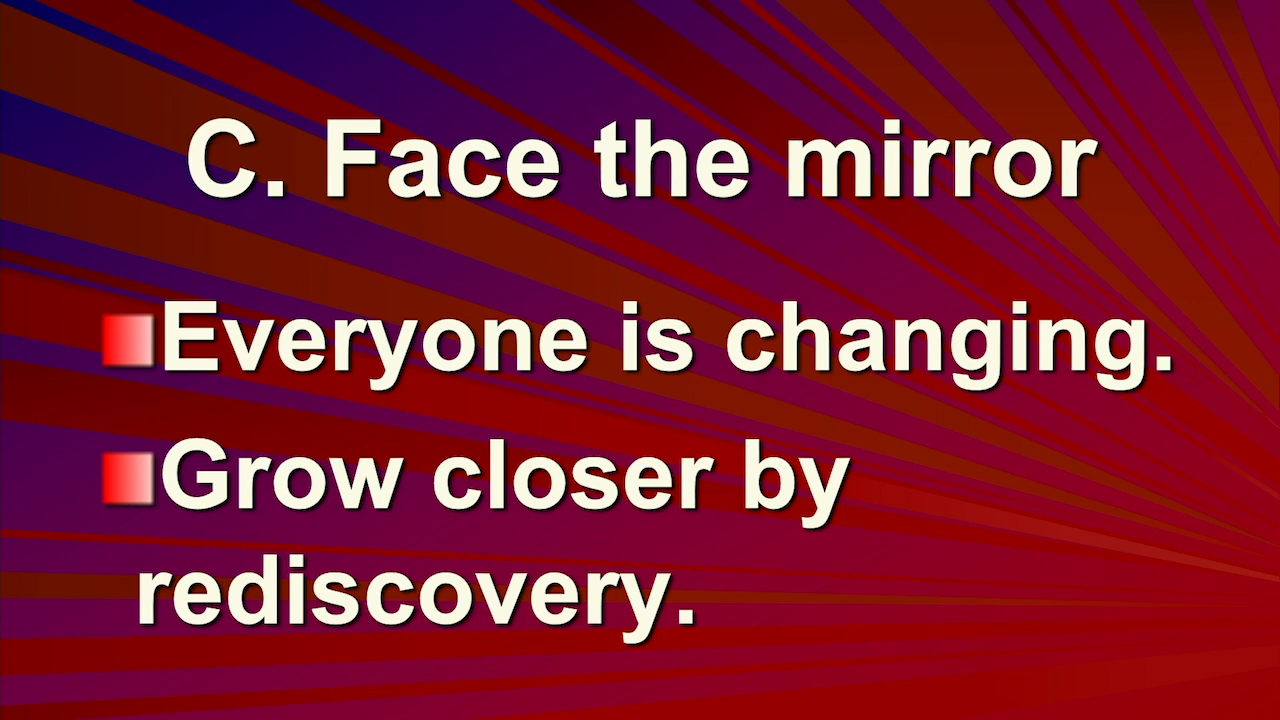 C. Face the mirror
Everyone is changing.
Grow closer by
rediscovery.